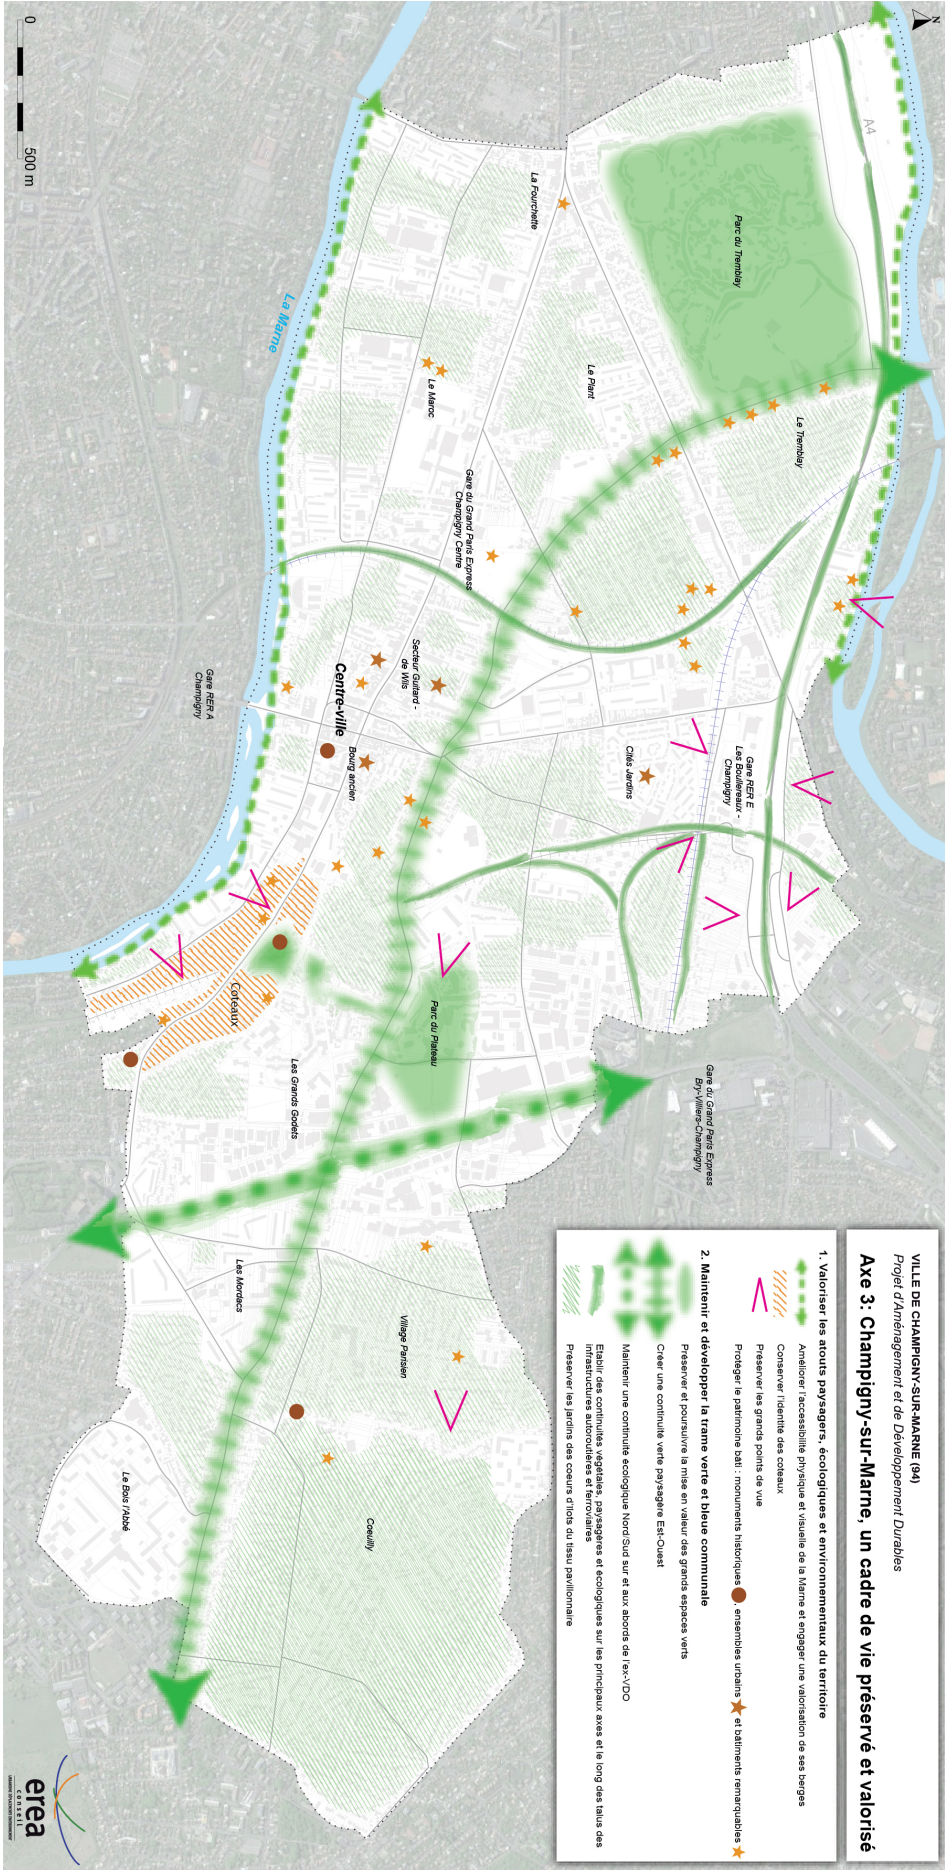 VILLE DE CHAMPIGNY-SUR-MARNE (94)
Projet d'Aménagement et de Développement Durables
Axe 3: Champigny-sur-Marne, un cadre de vie préservé et valorisé
1. Valoriser les atouts paysagers, écologiques et environnementaux du territoire
Améliorer l'accessibilité physique et visuelle de la Marne et engager une valorisation de ses berges
Conserver l'identité des coteaux
Préserver les grands points de vue
Protéger le patrimoine bâti : monuments historiques , ensembles urbains et bâtiments remarquables
2. Maintenir et développer la trame verte et bleue communale
Préserver et poursuivre la mise en valeur des grands espaces verts
Créer une continuité verte paysagère Est-Ouest
Maintenir une continuité écologique Nord/Sud sur et aux abords de l'ex-VDO
Etablir des continuités végétales, paysagères et écologiques sur les principaux axes et le long des talus des
infrastructures autoroutières et ferroviaires
Préserver les jardins des coeurs d'îlots du tissu pavillonnaire
N
A4
Parc du Tremblay
Le Tremblay
La Fourchette
Le Plant
Le Maroc
La Marne
Gare du Grand Paris Express
Champigny Centre
Secteur Guitard -
de Wils
Centre-ville
Bourg ancien
Gare RER A
Champigny
Cités Jardins
Gare RER E
Les Boullereaux -
Champigny
Parc du Plateau
Coteaux
Les Grands Godets
Gare du Grand Paris Express
Bry-Villiers-Champigny
Les Mordacs
Village Parisien
Coeuilly
Le Bois l'Abbé
0
500 m
erea
conseil